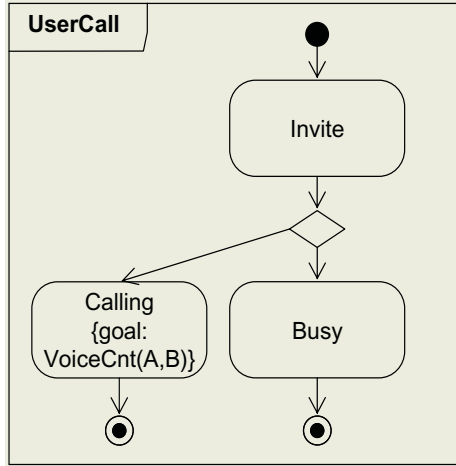 UserCall
Invite
Calling
{goal:
VoiceCnt(A,B)}
Busy